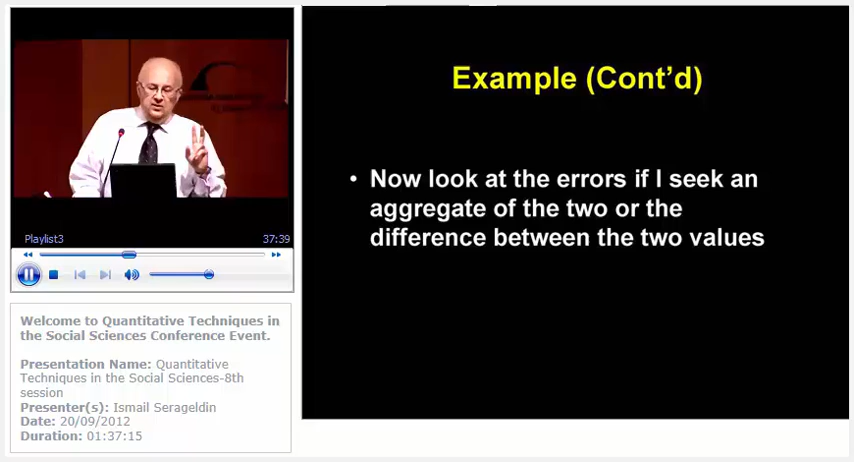 Example (Cont'd)
• Now look at the errors if I seek an
aggregate of the two or the
difference between the two values
Playlist3 37:39
Welcome to Quantitative Techniques in
the Social Sciences Conference Event.
Presentation Name: Quantitative
Techniques in the Social Sciences-8th
session
Presenter(s): Ismail Serageldin
Date: 20/09/2012
Duration: 01:37:15